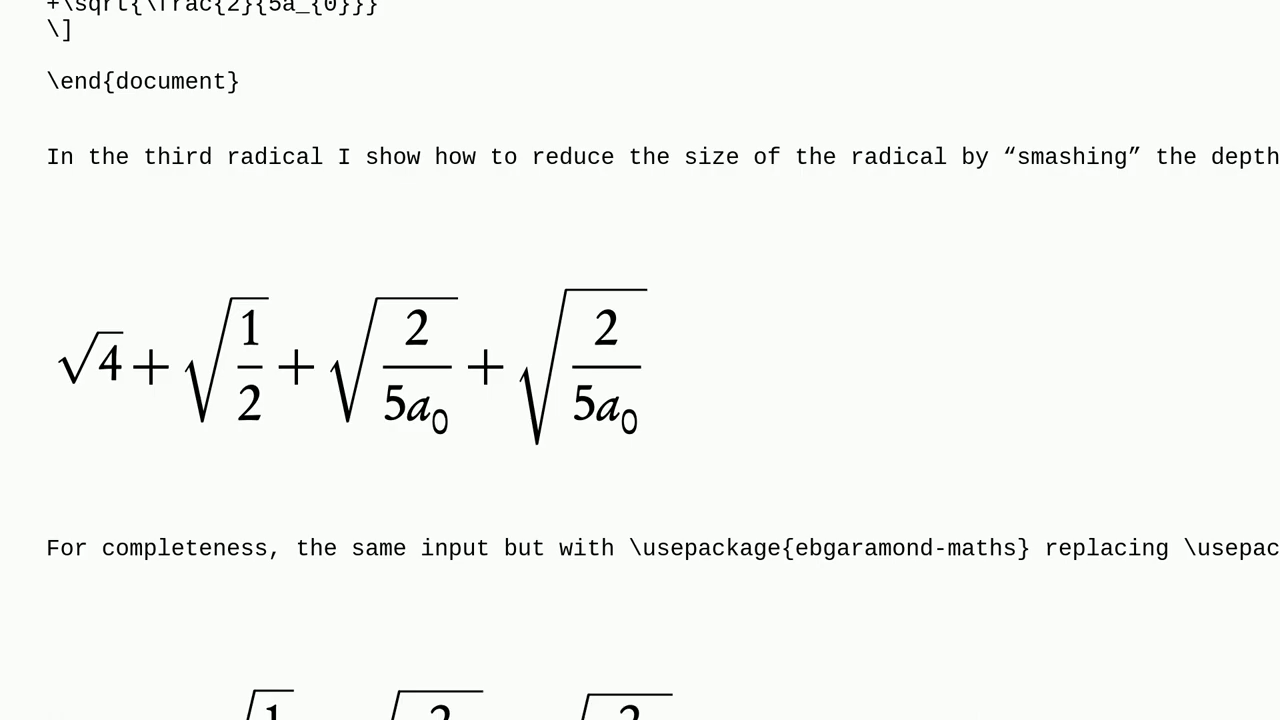 +\sqrt{\frac{2}{5a_{0}}}
\]
\end{document}
In the third radical I show how to reduce the size of the radical by “smashing” the depth
√4 + √(1/2) + √(2/5a₀) + √(2/5a₀)
For completeness, the same input but with \usepackage{ebgaramond-maths} replacing \usepac